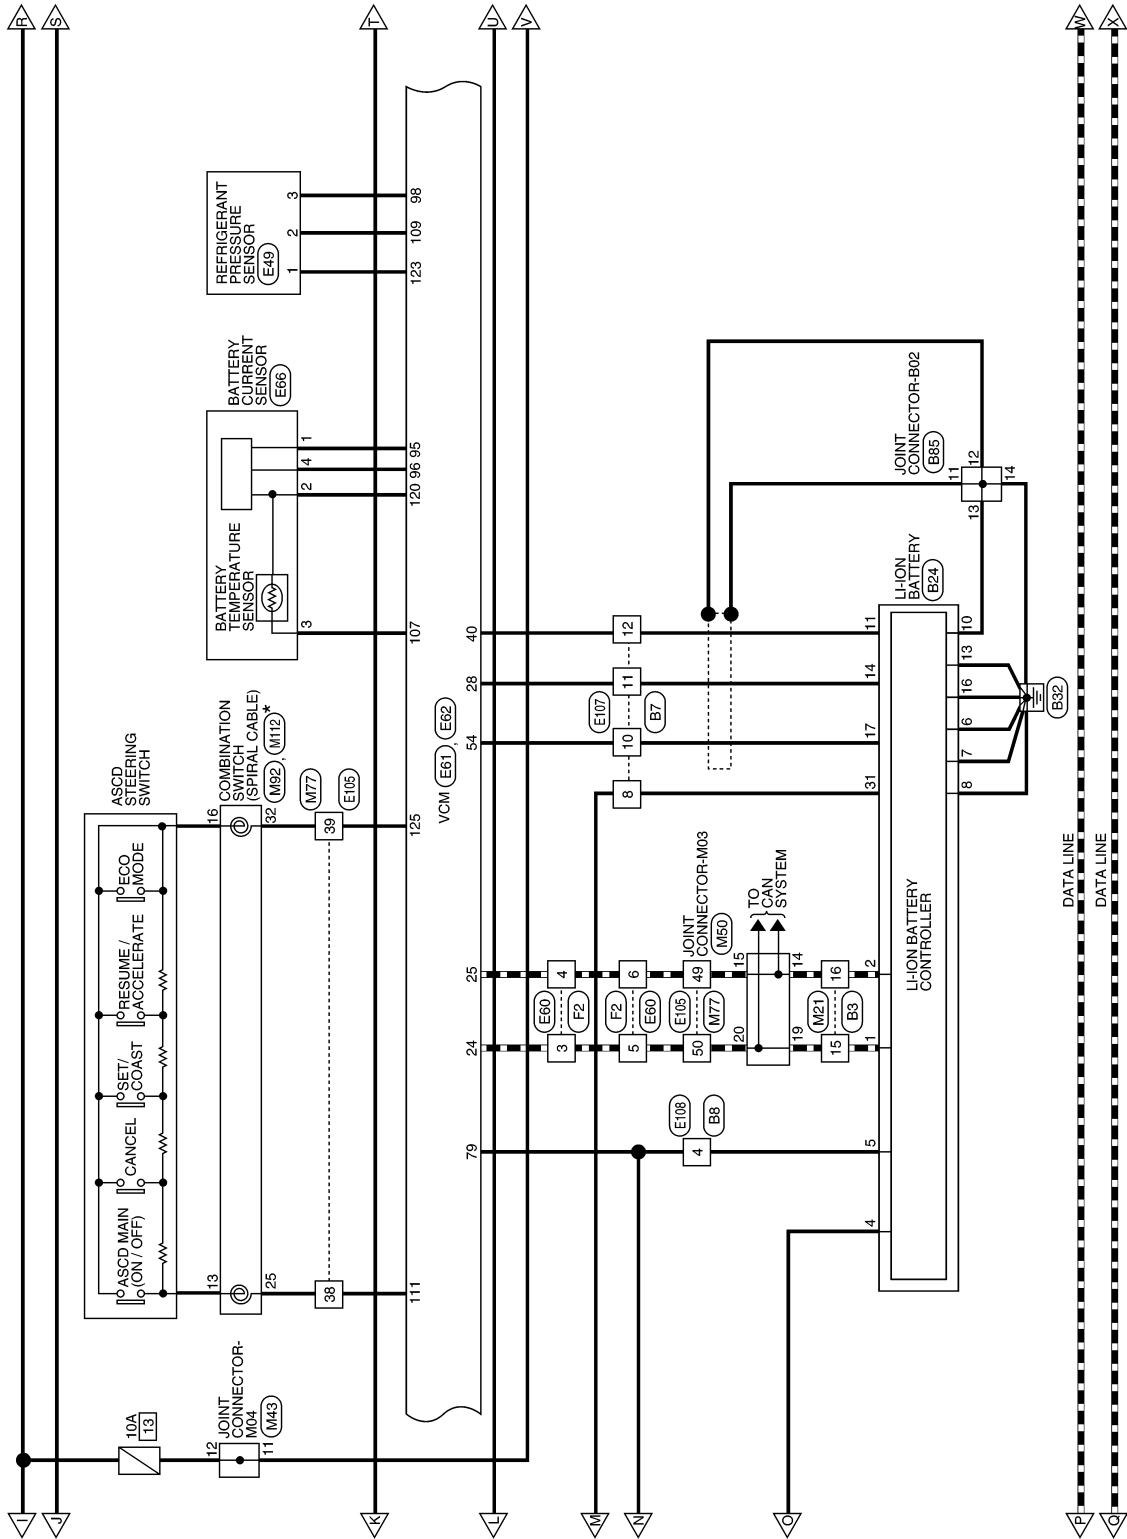 I
J
K
L
M
N
O
P
Q
R
S
T
U
V
W
X
10A
13
12
JOINT
CONNECTOR-
M04
M43
11
ASCD
STEERING
SWITCH
ASCD MAIN
(ON / OFF)
CANCEL
SET/
COAST
RESUME /
ACCELERATE
ECO
MODE
13
16
COMBINATION
SWITCH
(SPIRAL CABLE)
M92 , M112 *
25
32
38
39
M77
E105
111
125
BATTERY
TEMPERATURE
SENSOR
BATTERY
CURRENT
SENSOR
E66
3
2
4
1
107
120
96
95
REFRIGERANT
PRESSURE
SENSOR
E49
1
2
3
123
109
98
VCM E61 , E62
79
24
25
54
28
40
3
4
E60
F2
5
6
F2
E60
50
49
E105
M77
JOINT
CONNECTOR-M03
M50
20
15
19
14
TO
CAN
SYSTEM
15
16
M21
B3
4
E108
B8
8
10
11
12
E107
B7
4
5
1
2
31
17
14
11
LI-ION
BATTERY
B24
LI-ION BATTERY
CONTROLLER
8
7
6
16
13
10
B32
JOINT
CONNECTOR-B02
B85
11
12
13
14
DATA LINE
DATA LINE